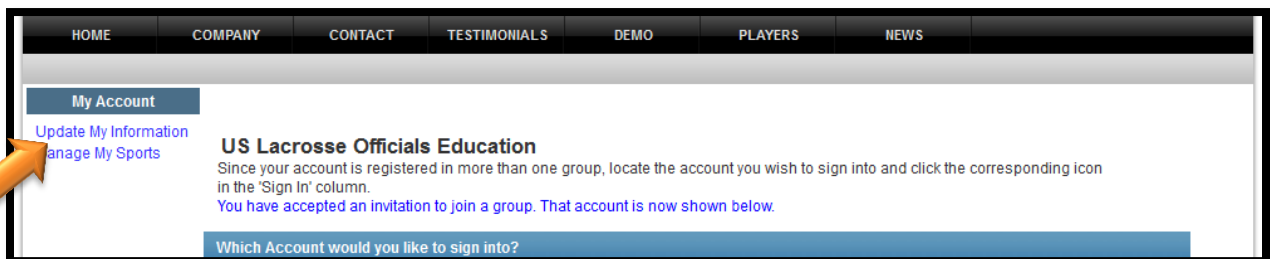 HOME COMPANY CONTACT TESTIMONIALS DEMO PLAYERS NEWS
My Account
Update My Information
anage My Sports
US Lacrosse Officials Education
Since your account is registered in more than one group, locate the account you wish to sign into and click the corresponding icon
in the 'Sign In' column.
You have accepted an invitation to join a group. That account is now shown below.
Which Account would you like to sign into?